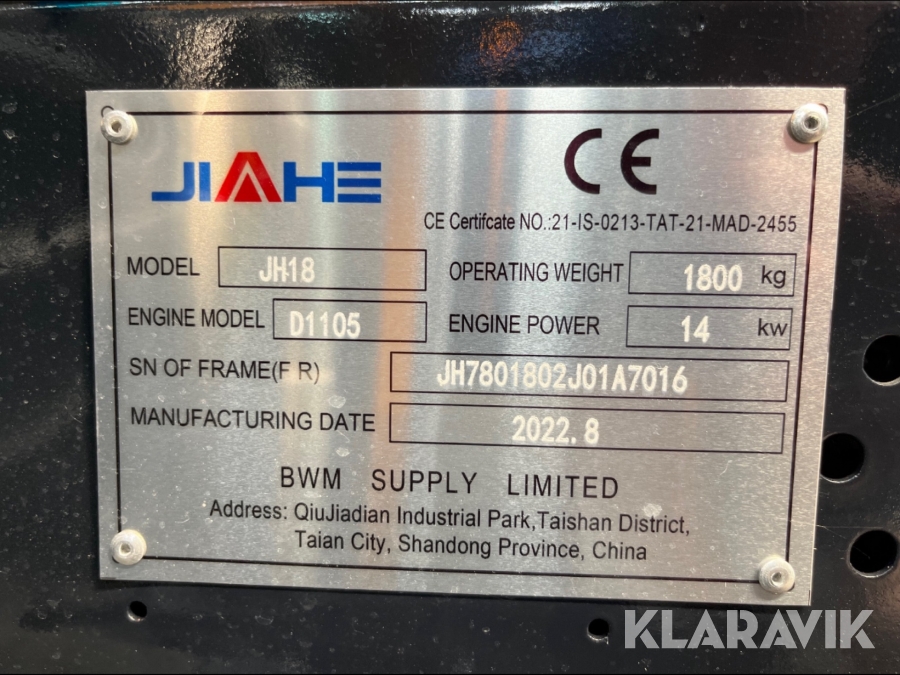 JIAHE
CE
CE Certifcate NO.:21-IS-0213-TAT-21-MAD-2455
MODEL JH18 OPERATING WEIGHT 1800 kg
ENGINE MODEL D1105 ENGINE POWER 14 kw
SN OF FRAME(F R) JH7801802J01A7016
MANUFACTURING DATE 2022.8
BWM SUPPLY LIMITED
Address: QiuJiadian Industrial Park,Taishan District,
Taian City, Shandong Province, China
KLARAVIK